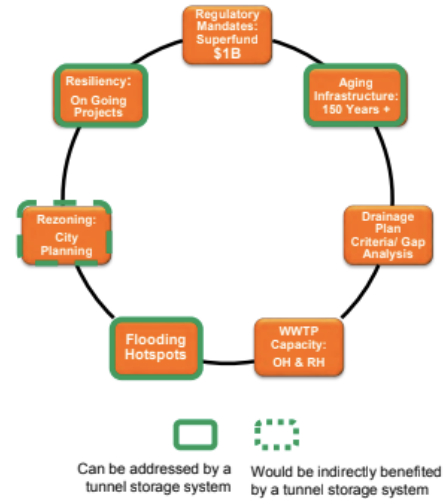 Regulatory
Mandates:
Superfund
$1B
Aging
Infrastructure:
150 Years +
Drainage
Plan
Criteria/ Gap
Analysis
WWTP
Capacity:
OH & RH
Flooding
Hotspots
Rezoning:
City
Planning
Resiliency:
On Going
Projects
Can be addressed by a
tunnel storage system
Would be indirectly benefited
by a tunnel storage system